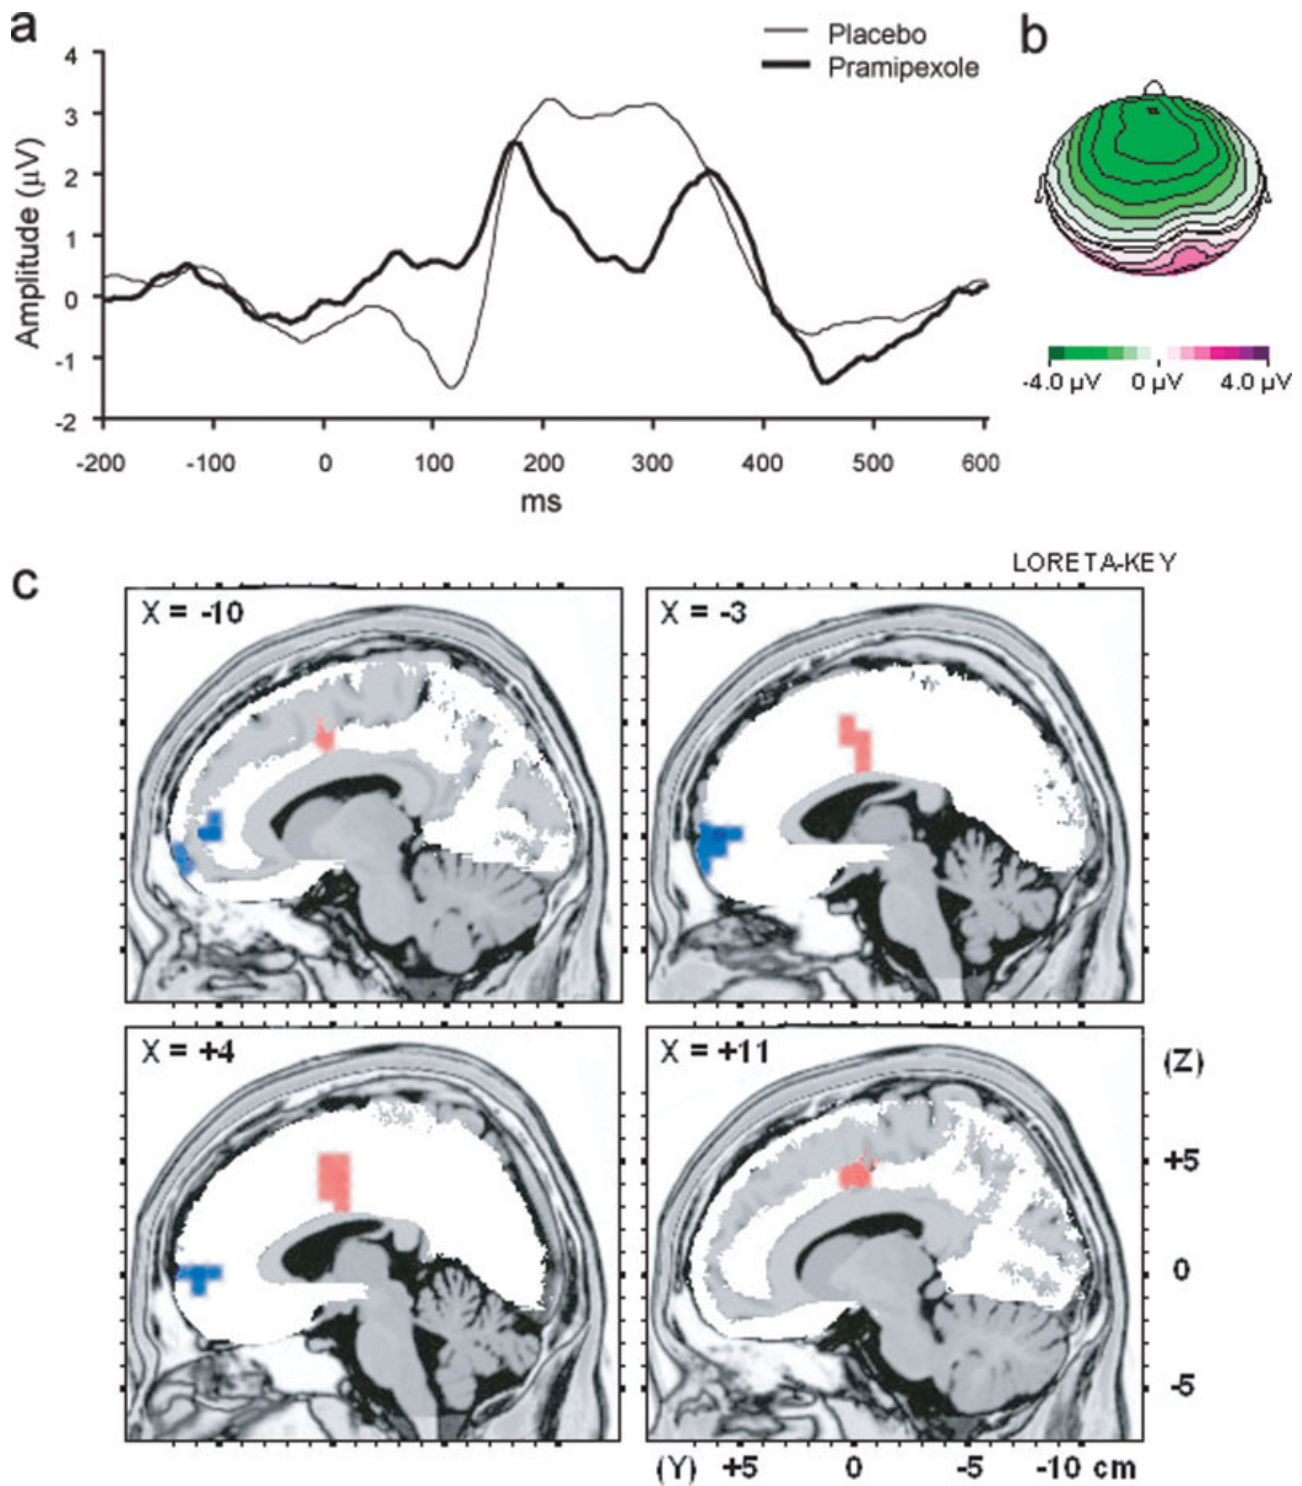 a
Placebo
Pramipexole
b
4
3
2
1
0
-1
-2
Amplitude (µV)
-200 -100 0 100 200 300 400 500 600
ms
-4.0 µV 0 µV 4.0 µV
c
LORETA-KEY
X = -10
X = -3
X = +4
X = +11
(Z)
+5
0
-5
(Y) +5 0 -5 -10 cm